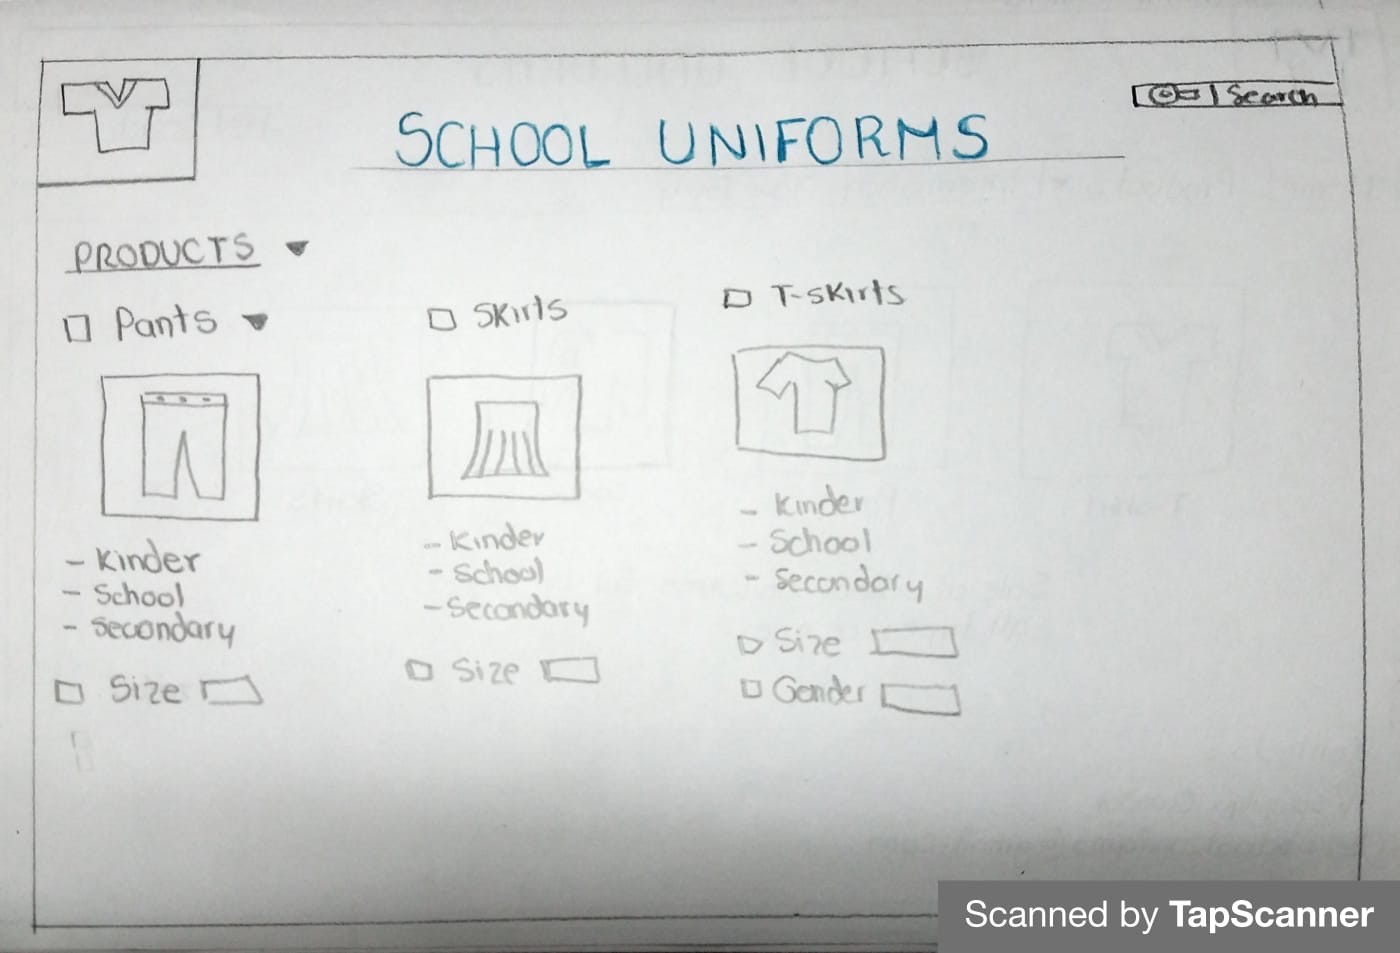 Search
SCHOOL UNIFORMS
PRODUCTS
Pants
Skirts
T-skirts
- Kinder
- School
- Secondary
Size
- Kinder
- School
- Secondary
Size
- Kinder
- School
- Secondary
Size
Gender
Scanned by TapScanner